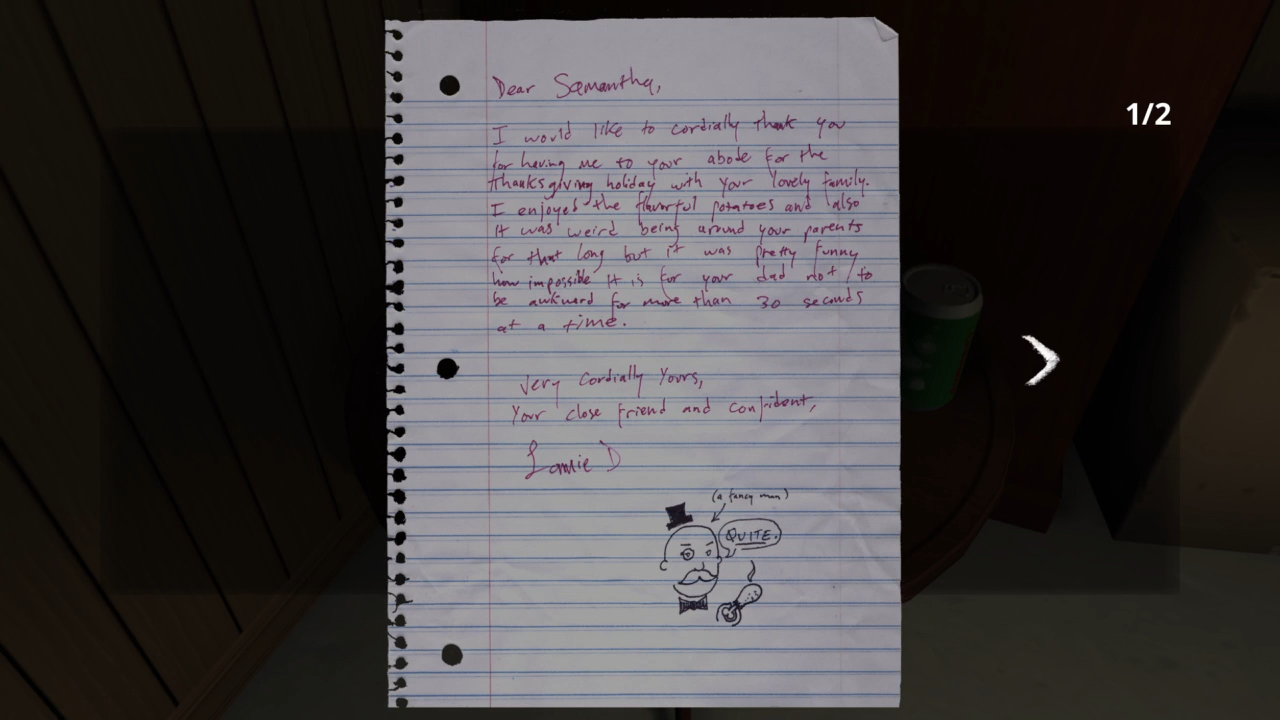 1/2
Dear Samantha,
I would like to cordially thank you
for having me to your abode for the
thanksgiving holiday with your lovely family.
I enjoyed the flavorful potatoes and also
it was weird being around your parents
for that long but it was pretty funny
how impossible it is for your dad not to
be awkward for more than 30 seconds
at a time.
Very Cordially Yours,
Your close friend and confident,
Lonnie D
(a fancy man)
QUITE.